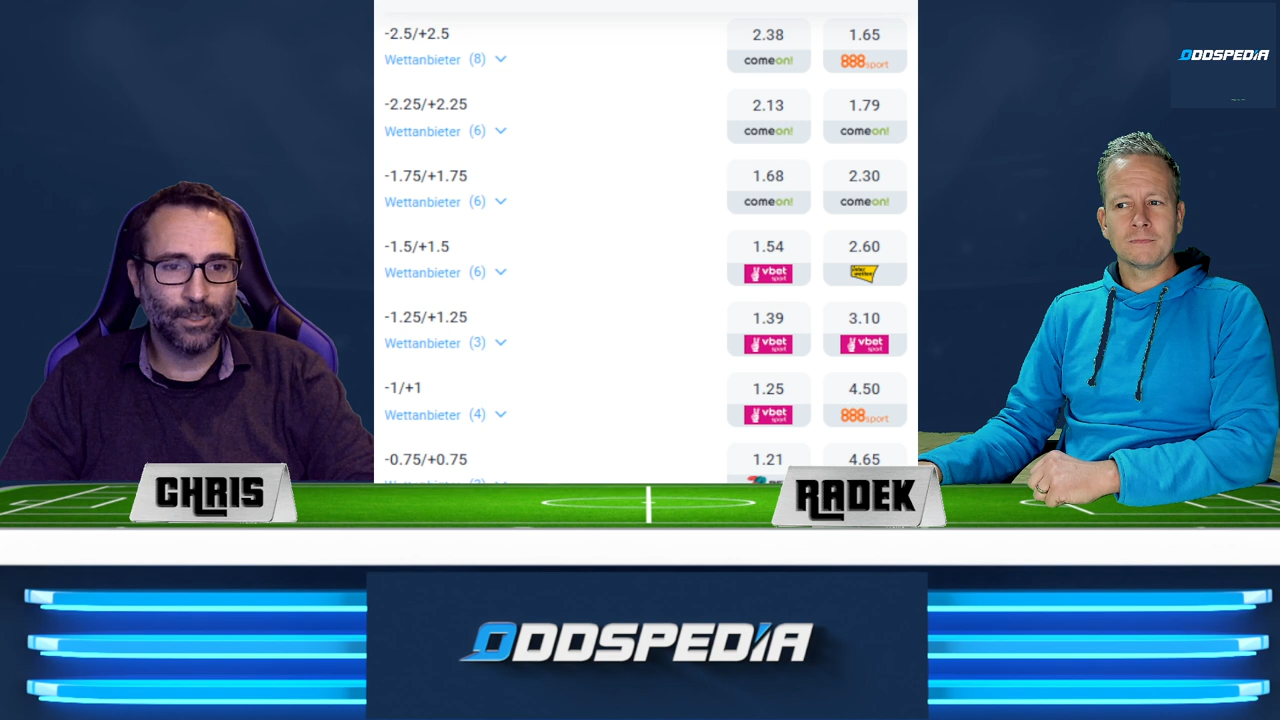 -2.5/+2.5 2.38 1.65
Wettanbieter (8) comeon! 888sport
-2.25/+2.25 2.13 1.79
Wettanbieter (6) comeon! comeon!
-1.75/+1.75 1.68 2.30
Wettanbieter (6) comeon! comeon!
-1.5/+1.5 1.54 2.60
Wettanbieter (6) vbet sport
-1.25/+1.25 1.39 3.10
Wettanbieter (3) vbet sport vbet sport
-1/+1 1.25 4.50
Wettanbieter (4) vbet sport 888sport
-0.75/+0.75 1.21 4.65
ODDSPEDIA
CHRIS
RADEK
ODDSPEDIA